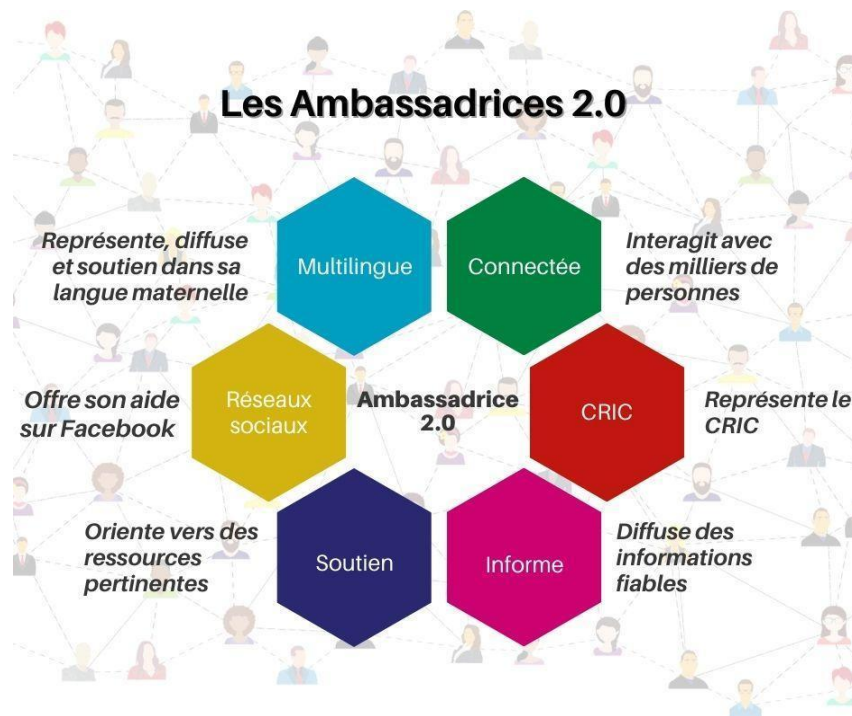 Les Ambassadrices 2.0
Représente, diffuse
et soutien dans sa
langue maternelle
Multilingue
Connectée
Interagit avec
des milliers de
personnes
Offre son aide
sur Facebook
Réseaux
sociaux
Ambassadrice
2.0
CRIC
Représente le
CRIC
Oriente vers des
ressources
pertinentes
Soutien
Informe
Diffuse des
informations
fiables